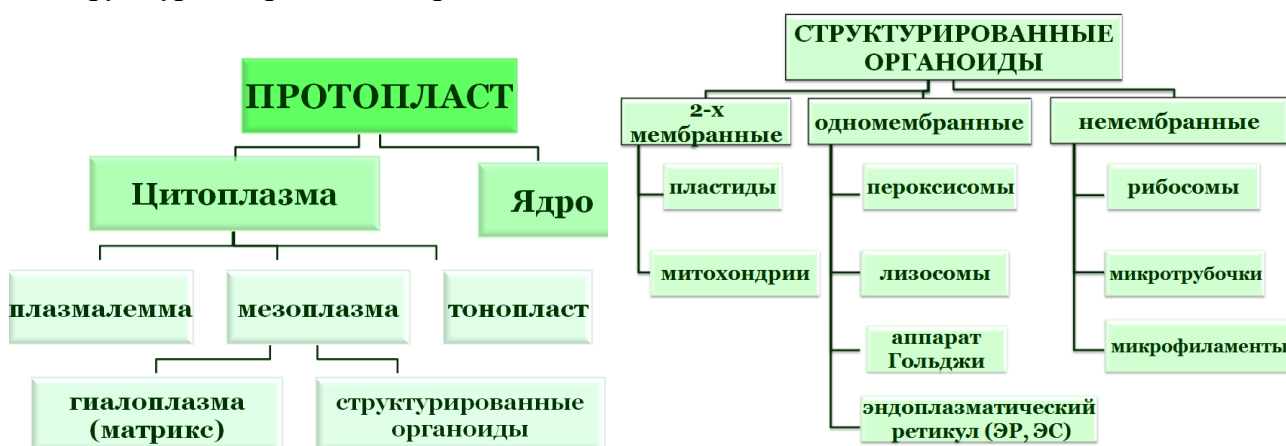 ПРОТОПЛАСТ
Цитоплазма
Ядро
плазмалемма
мезоплазма
тонопласт
гиалоплазма
(матрикс)
структурированные
органоиды
СТРУКТУРИРОВАННЫЕ
ОРГАНОИДЫ
2-х
мембранные
одномембранные
немембранные
пластиды
митохондрии
пероксисомы
лизосомы
аппарат
Гольджи
эндоплазматический
ретикул (ЭР, ЭС)
рибосомы
микротрубочки
микрофиламенты